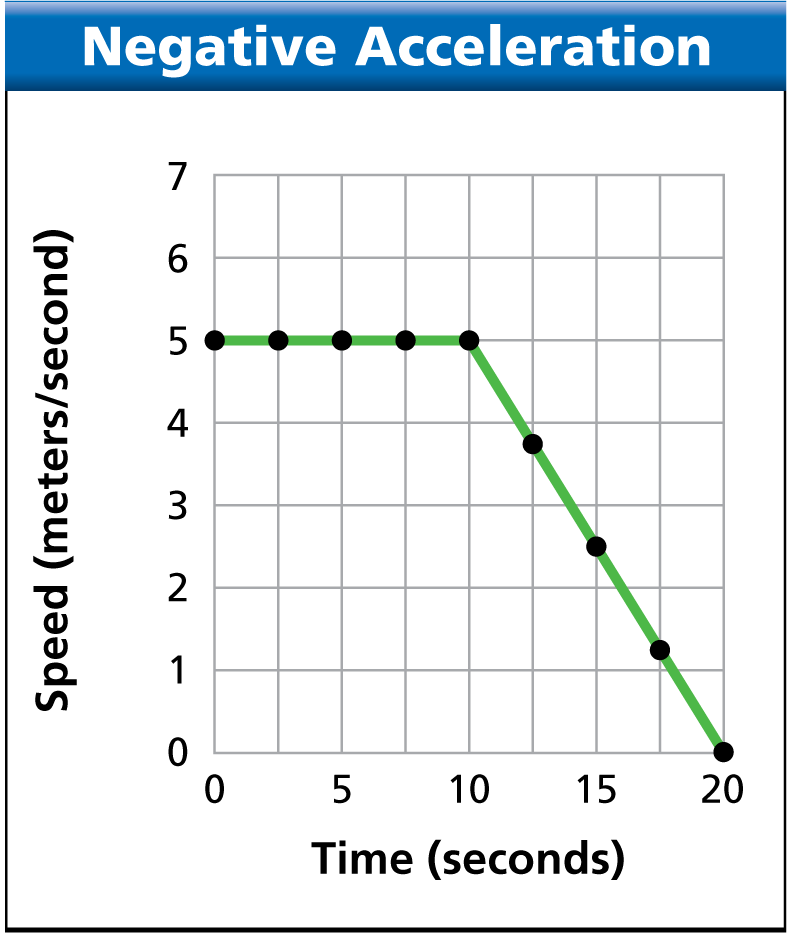 Negative Acceleration
7
6
5
4
3
2
1
0
Speed (meters/second)
0 5 10 15 20
Time (seconds)